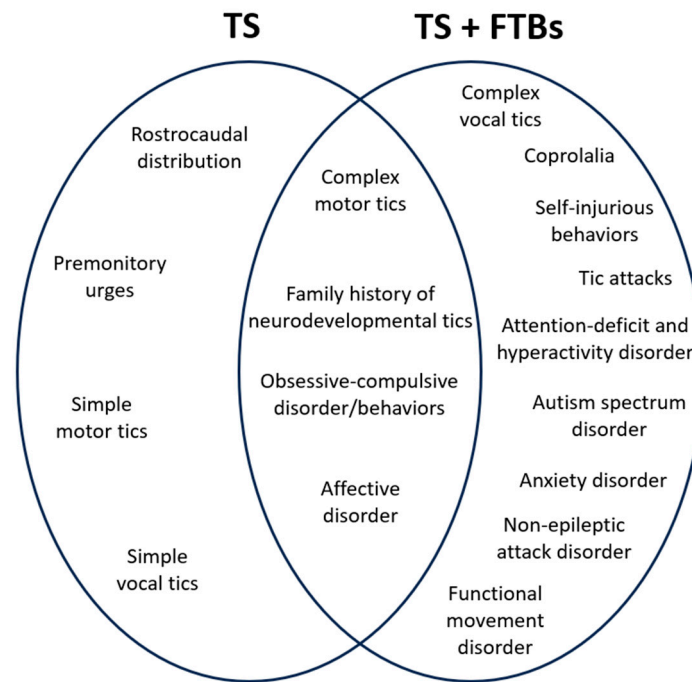 TS
TS + FTBs
Rostrocaudal
distribution
Premonitory
urges
Simple
motor tics
Simple
vocal tics
Complex
motor tics
Family history of
neurodevelopmental tics
Obsessive-compulsive
disorder/behaviors
Affective
disorder
Complex
vocal tics
Coprolalia
Self-injurious
behaviors
Tic attacks
Attention-deficit and
hyperactivity disorder
Autism spectrum
disorder
Anxiety disorder
Non-epileptic
attack disorder
Functional
movement
disorder